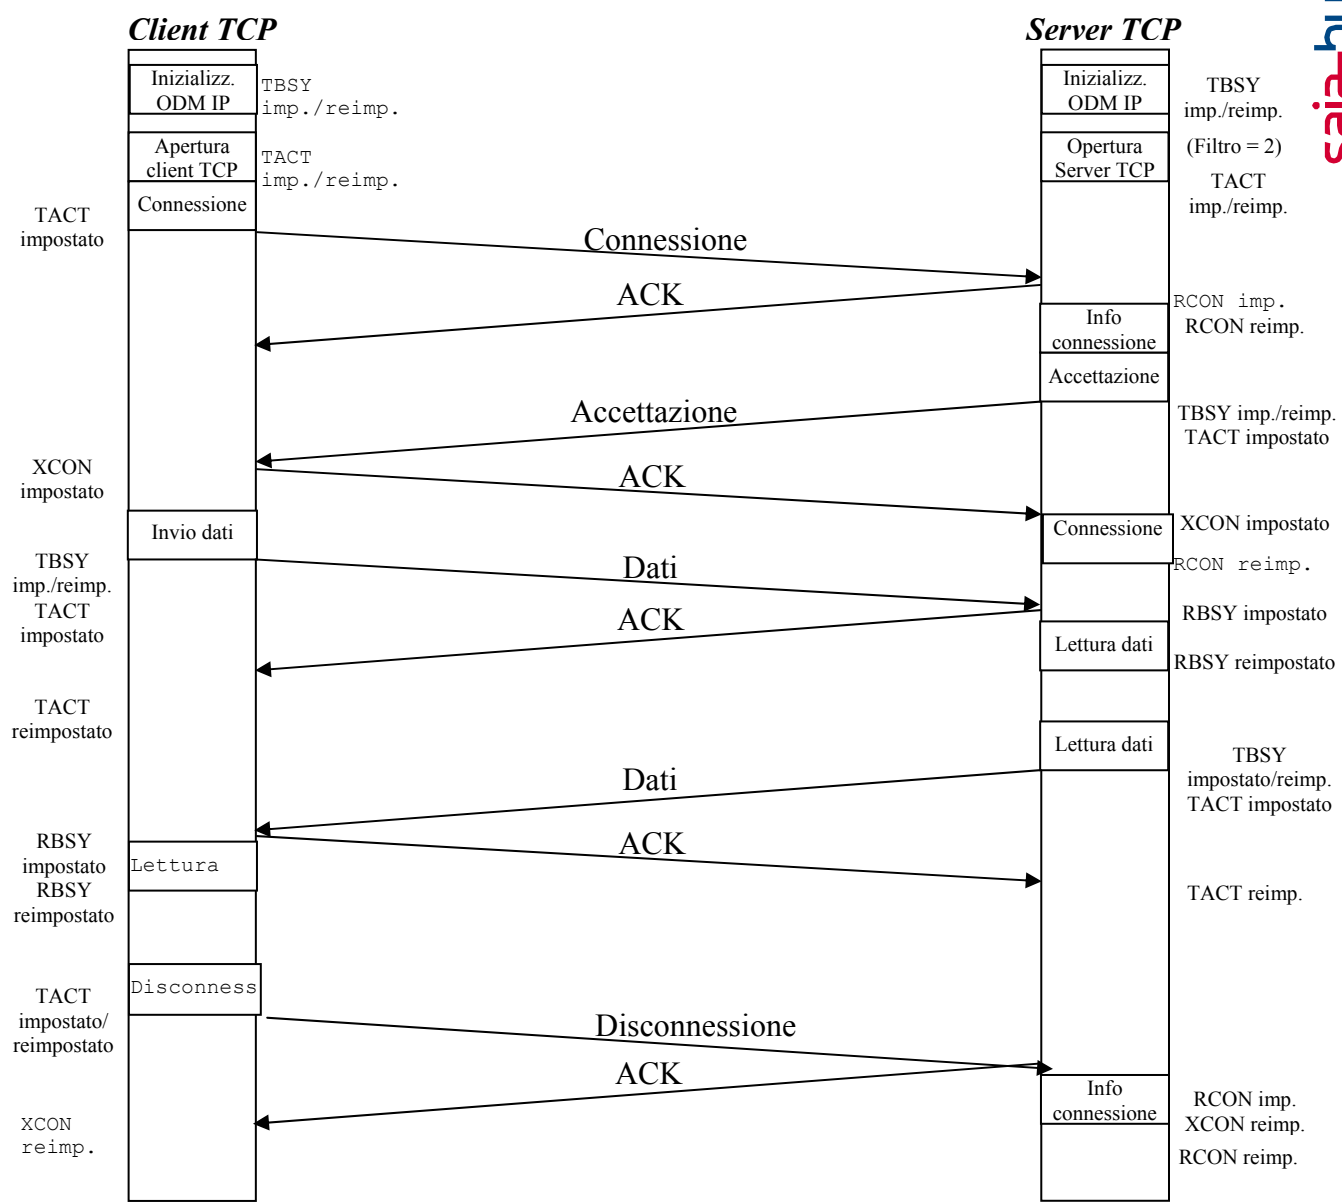 Client TCP
Server TCP
Inizializz.
ODM IP
TBSY
imp./reimp.
Inizializz.
ODM IP
TBSY
imp./reimp.
Apertura
client TCP
TACT
imp./reimp.
Opertura
Server TCP
(Filtro = 2)
TACT
imp./reimp.
Connessione
TACT
impostato
Connessione
ACK
RCON imp.
RCON reimp.
Info
connessione
Accettazione
Accettazione
TBSY imp./reimp.
TACT impostato
XCON
impostato
ACK
Invio dati
Connessione
XCON impostato
RCON reimp.
TBSY
imp./reimp.
TACT
impostato
Dati
RBSY impostato
ACK
Lettura dati
RBSY reimpostato
TACT
reimpostato
Lettura dati
TBSY
impostato/reimp.
TACT impostato
Dati
RBSY
impostato
RBSY
reimpostato
Lettura
ACK
TACT reimp.
Disconness
TACT
impostato/
reimpostato
Disconnessione
ACK
Info
connessione
RCON imp.
XCON reimp.
RCON reimp.
XCON
reimp.